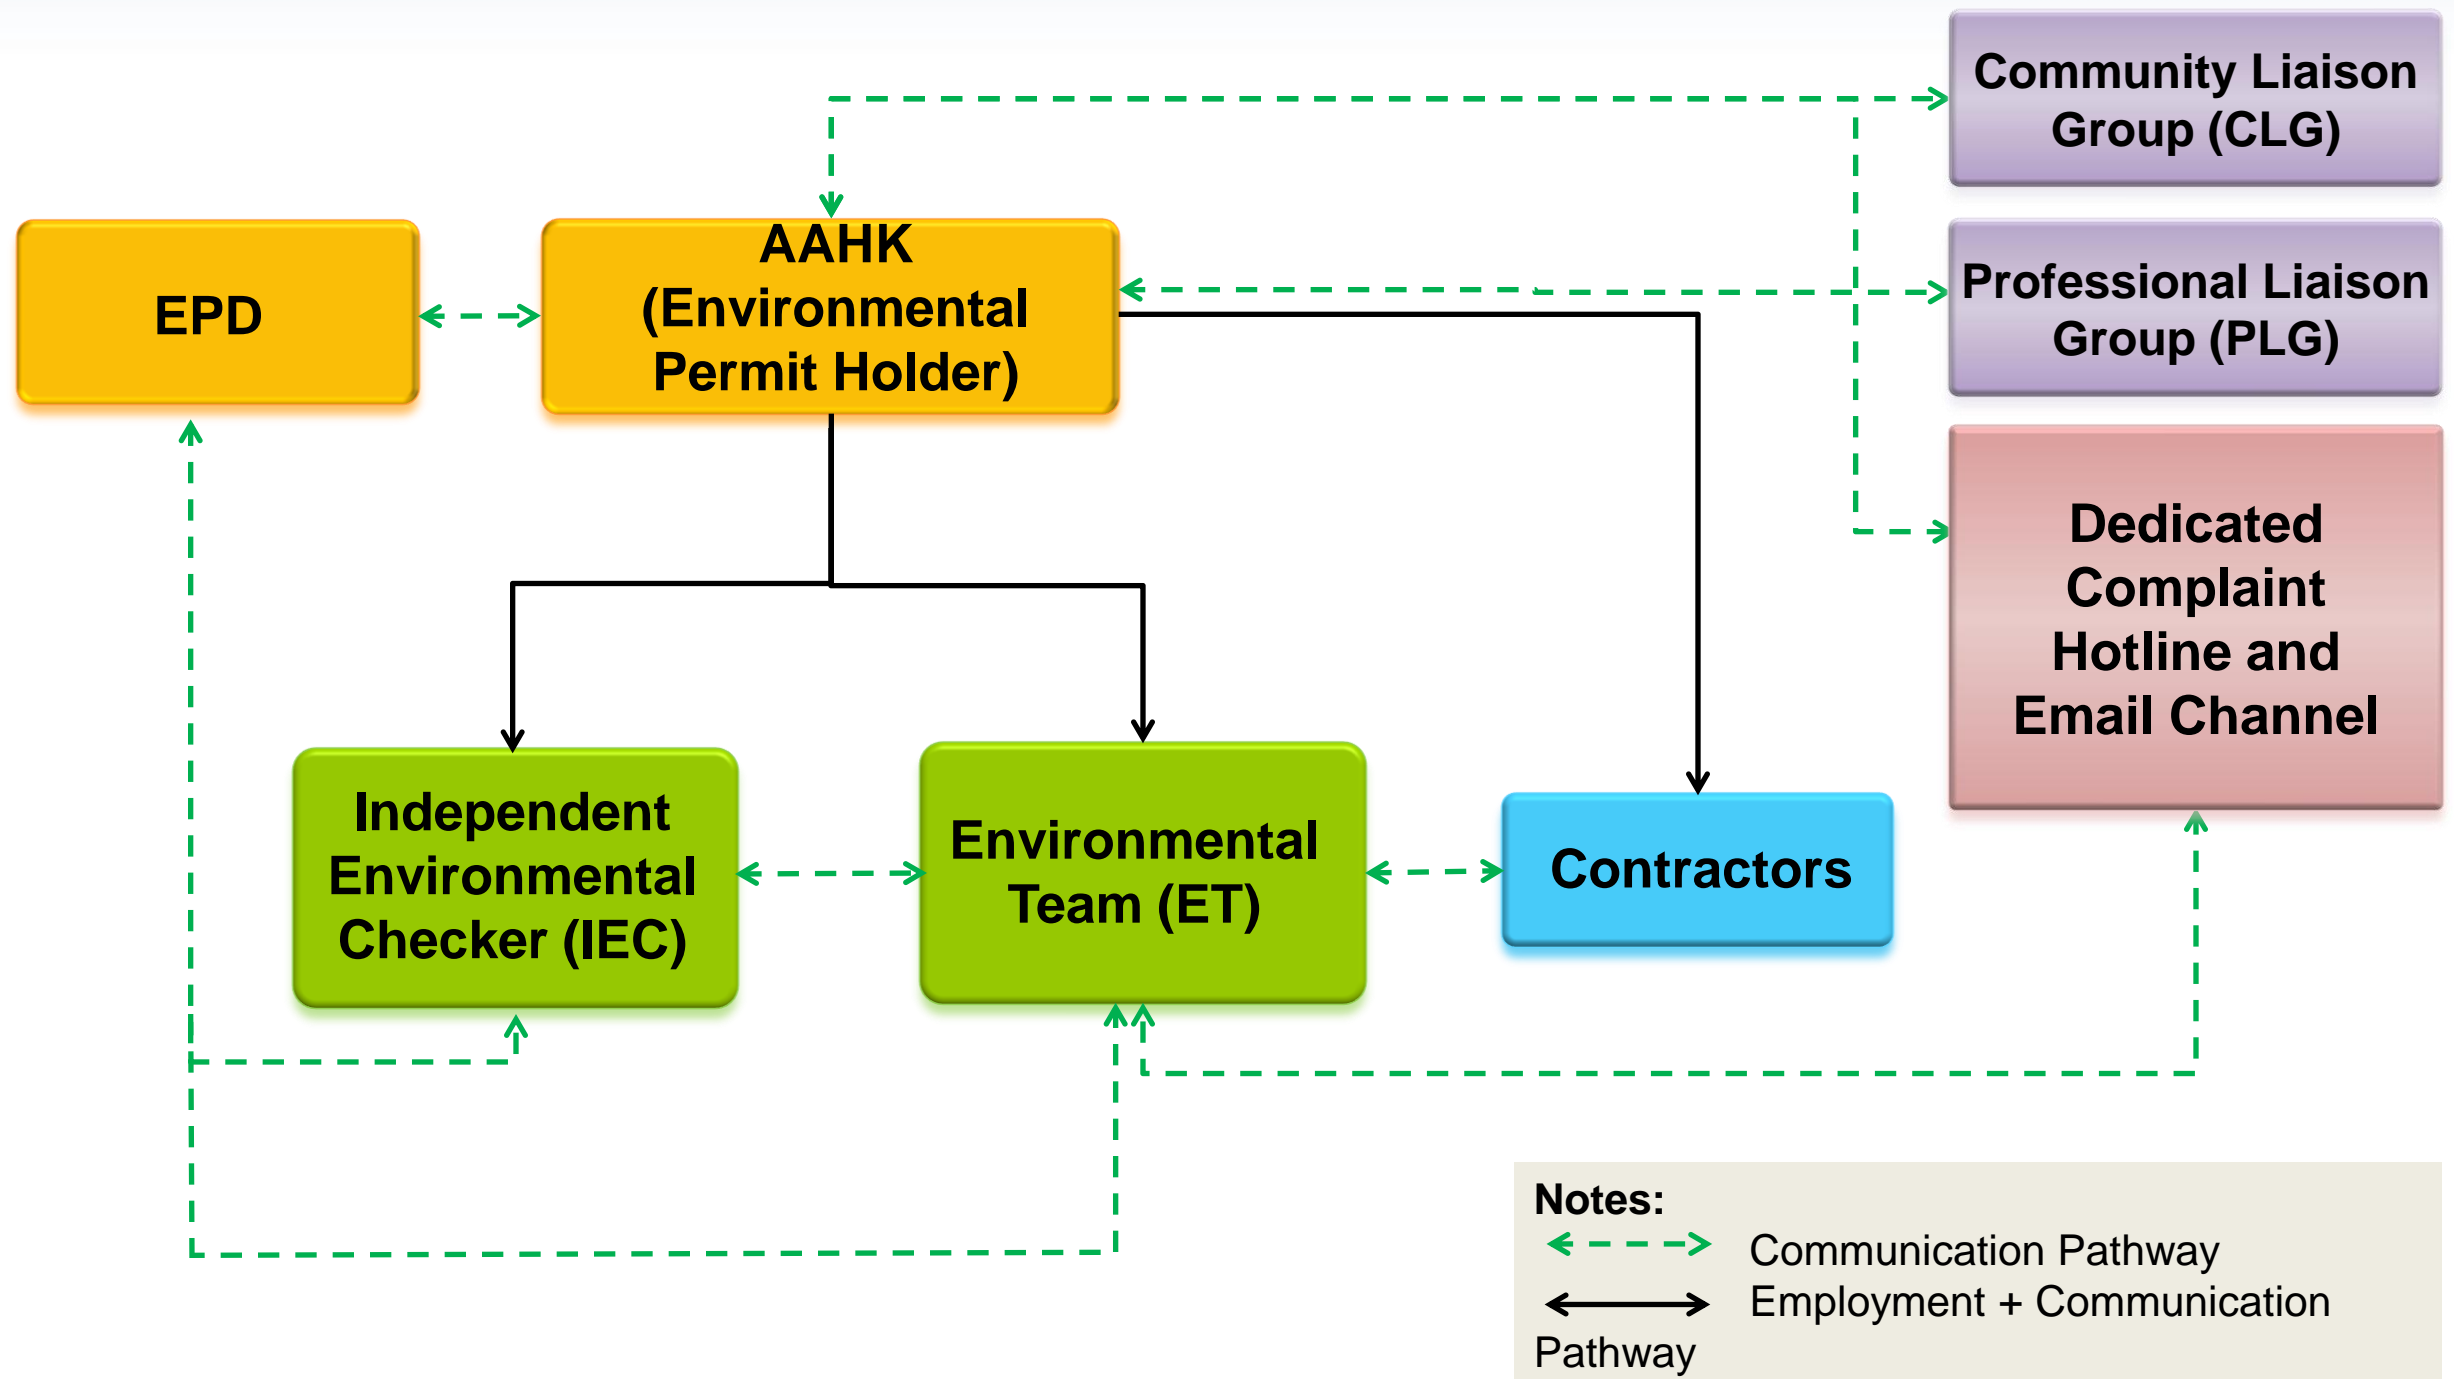 Community Liaison
Group (CLG)
EPD
AAHK
(Environmental
Permit Holder)
Professional Liaison
Group (PLG)
Dedicated
Complaint
Hotline and
Email Channel
Independent
Environmental
Checker (IEC)
Environmental
Team (ET)
Contractors
Notes:
Communication Pathway
Employment + Communication
Pathway